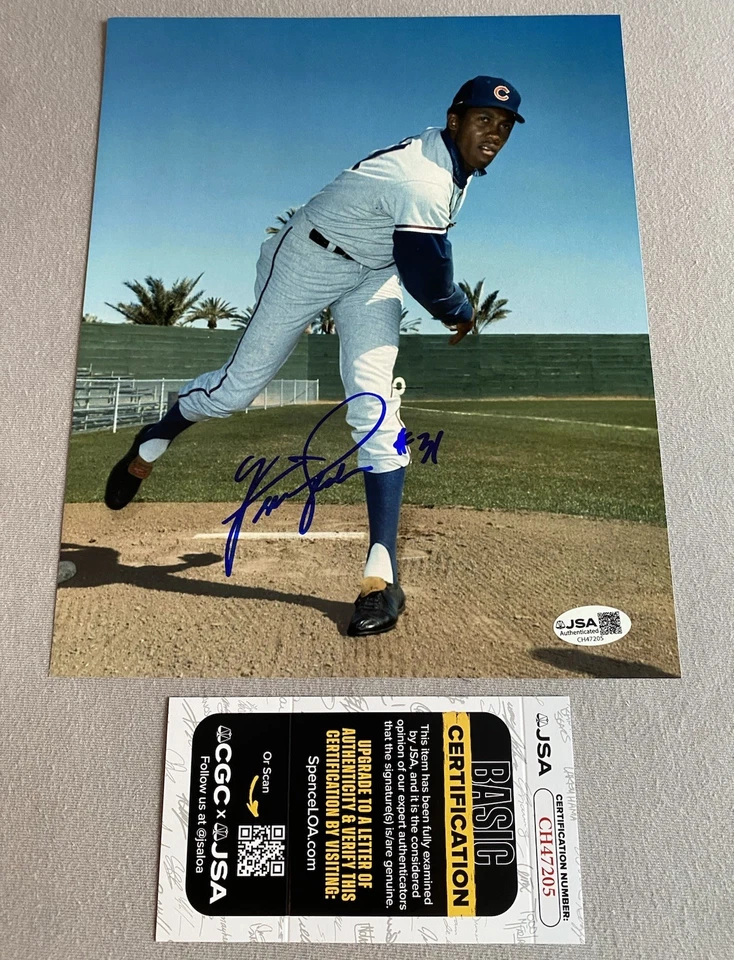 C
Fer Jenkins #31
JSA
Authenticated
CH47205
BASIC
CERTIFICATION
This item has been fully examined
by JSA, and it is the considered
opinion of our expert authenticators
that the signature(s) is/are genuine.
UPGRADE TO A LETTER OF
AUTHENTICITY & VERIFY THIS
CERTIFICATION BY VISITING:
SpenceLOA.com
Or Scan
CGC x JSA
Follow us at @jsaloa
JSA
CERTIFICATION NUMBER:
CH47205